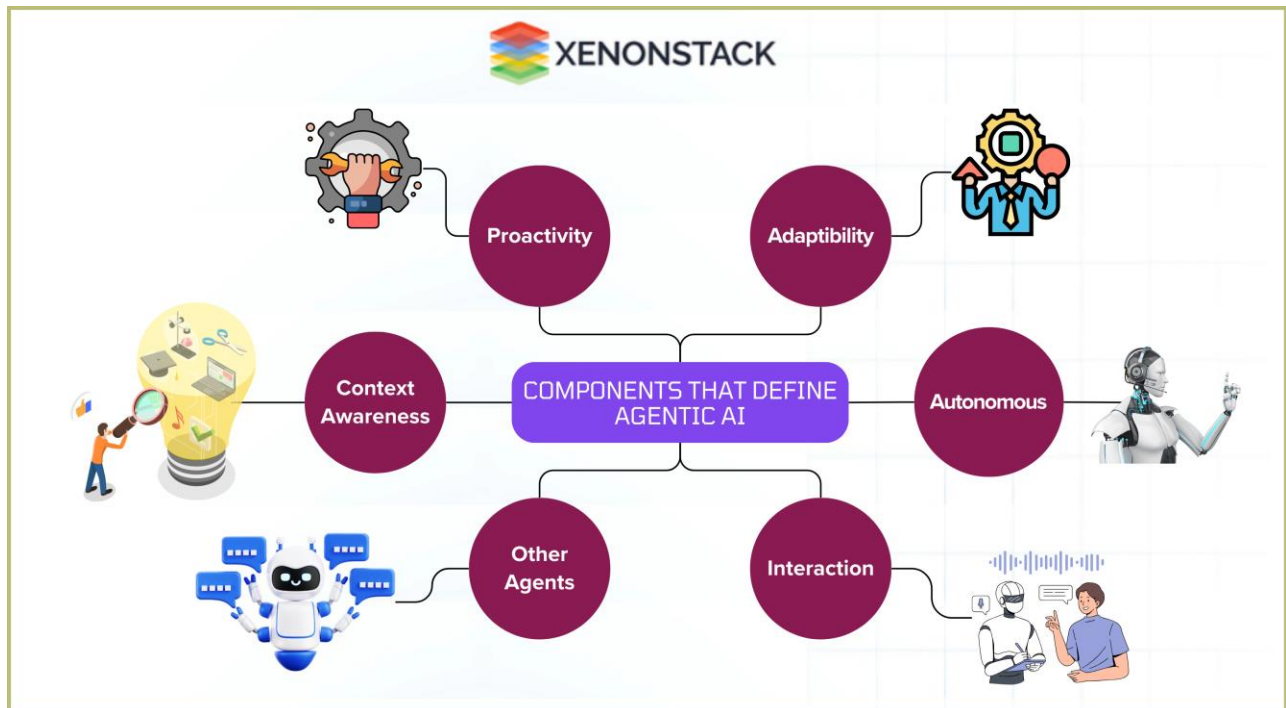 XENONSTACK
Proactivity
Adaptibility
Context
Awareness
COMPONENTS THAT DEFINE
AGENTIC AI
Autonomous
Other
Agents
Interaction